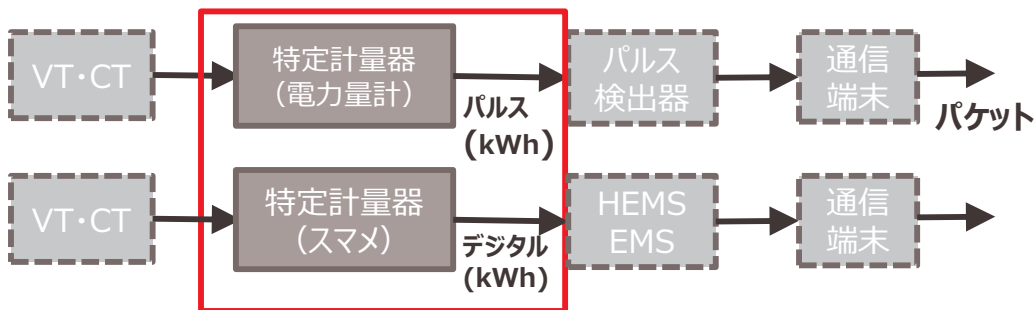 VT・CT
特定計量器
（電力量計）
パルス
(kWh)
パルス
検出器
通信
端末
パケット
VT・CT
特定計量器
（スマメ）
デジタル
(kWh)
HEMS
EMS
通信
端末